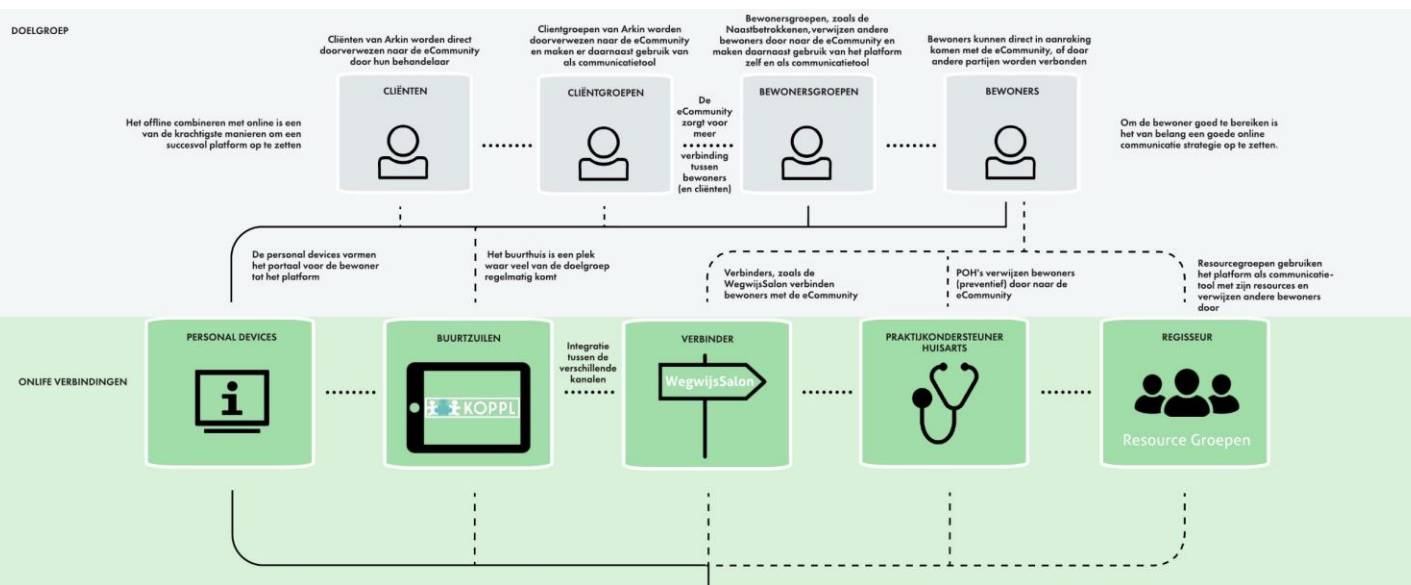 DOELGROEP
Cliënten van Arkin worden direct
doorverwezen naar de eCommunity
door hun behandelaar
Clientgroepen van Arkin worden
doorverwezen naar de eCommunity
en maken er daarnaast gebruik van
als communicatietool
Bewonersgroepen, zoals de
Naastbetrokkenen, verwijzen andere
bewoners door naar de eCommunity en
maken daarnaast gebruik van het platform
zelf en als communicatietool
Bewoners kunnen direct in aanraking
komen met de eCommunity, of door
andere partijen worden verbonden
Het offline combineren met online is een
van de krachtigste manieren om een
succesvol platform op te zetten
CLIËNTEN
CLIËNTGROEPEN
De
eCommunity
zorgt voor
meer
verbinding
tussen
bewoners
(en cliënten)
BEWONERSGROEPEN
BEWONERS
Om de bewoner goed te bereiken is
het van belang een goede online
communicatie strategie op te zetten.
De personal devices vormen
het portaal voor de bewoner
tot het platform
Het buurthuis is een plek
waar veel van de doelgroep
regelmatig komt
Verbinders, zoals de
WegwijsSalon verbinden
bewoners met de eCommunity
POH's verwijzen bewoners
(preventief) door naar de
eCommunity
Resourcegroepen gebruiken
het platform als communicatie-
tool met zijn resources en
verwijzen andere bewoners
door
ONLIFE VERBINDINGEN
PERSONAL DEVICES
i
BUURTZUILEN
KOPPL
Integratie
tussen de
verschillende
kanalen
VERBINDER
WegwijsSalon
PRAKTIJKONDERSTEUNER
HUISARTS
REGISSEUR
Resource Groepen